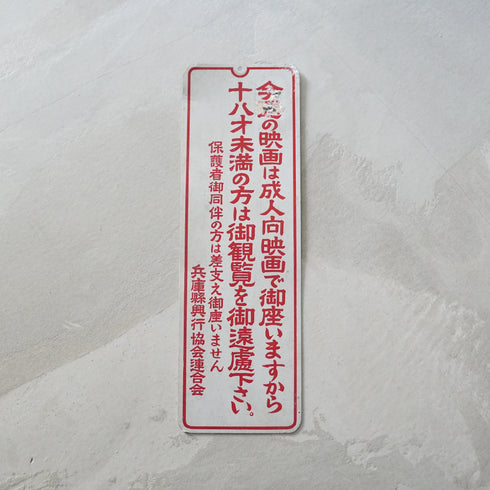 今週の映画は成人向映画で御座いますから
十八才未満の方は御観覧を御遠慮下さい。
保護者御同伴の方は差支え御座いません
兵庫縣興行協会連合会